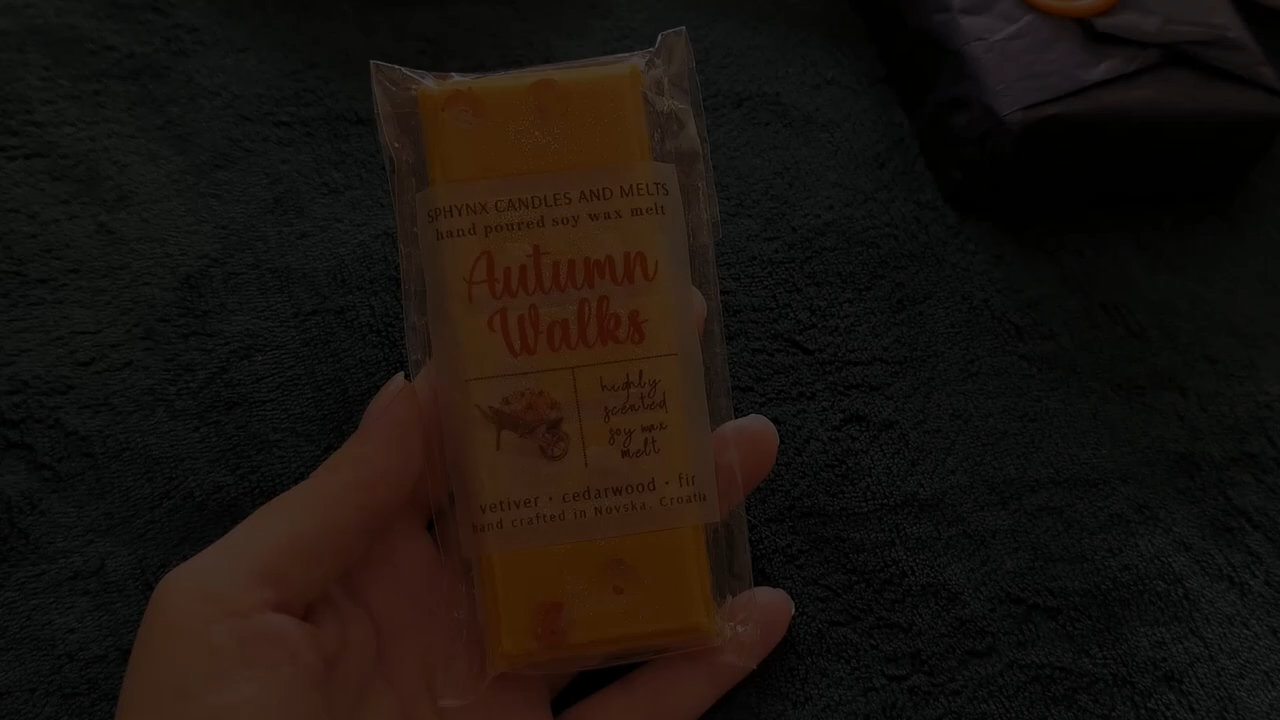 SPHYNX CANDLES AND MELTS
hand poured soy wax melt
Autumn
Walks
highly
scented
soy wax
melt
vetiver • cedarwood • fir
hand crafted in Novska, Croatia